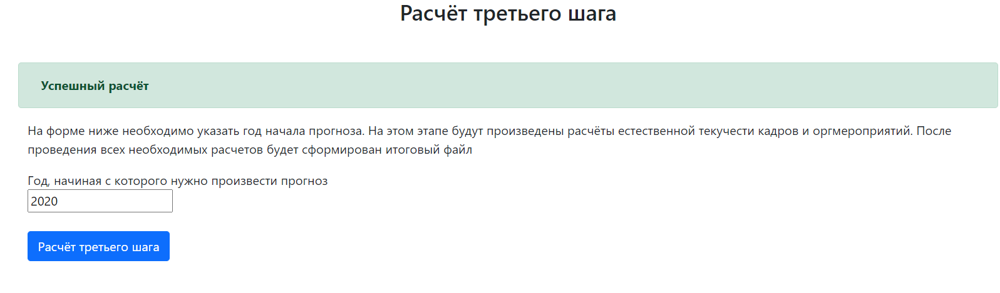 Расчёт третьего шага
Успешный расчёт
На форме ниже необходимо указать год начала прогноза. На этом этапе будут произведены расчёты естественной текучести кадров и оргмероприятий. После
проведения всех необходимых расчетов будет сформирован итоговый файл
Год, начиная с которого нужно произвести прогноз
2020
Расчёт третьего шага